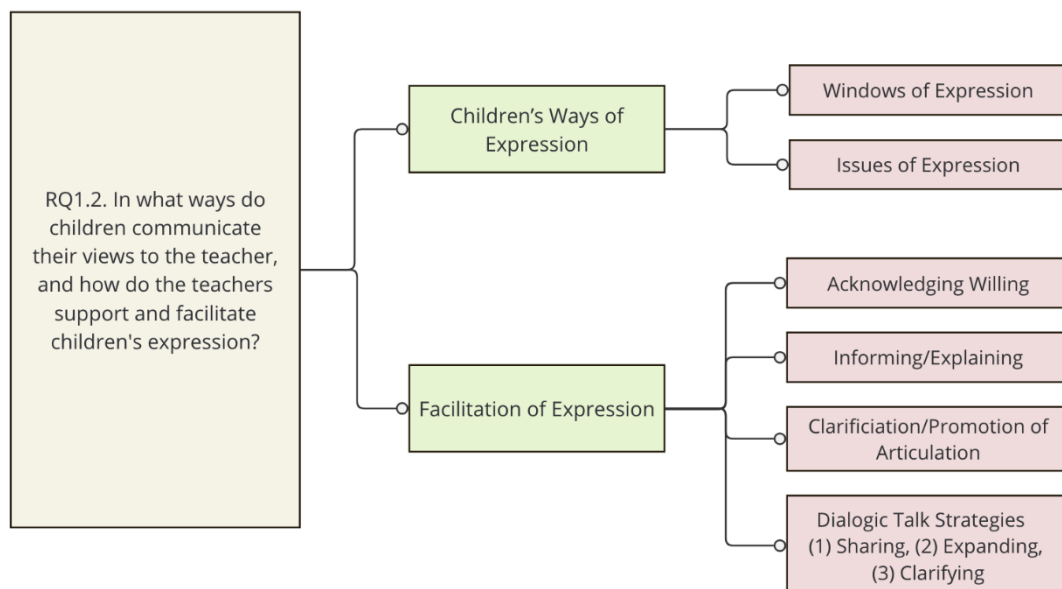 RQ1.2. In what ways do
children communicate
their views to the teacher,
and how do the teachers
support and facilitate
children's expression?
Children’s Ways of
Expression
Windows of Expression
Issues of Expression
Facilitation of Expression
Acknowledging Willing
Informing/Explaining
Clarificiation/Promotion of
Articulation
Dialogic Talk Strategies
(1) Sharing, (2) Expanding,
(3) Clarifying